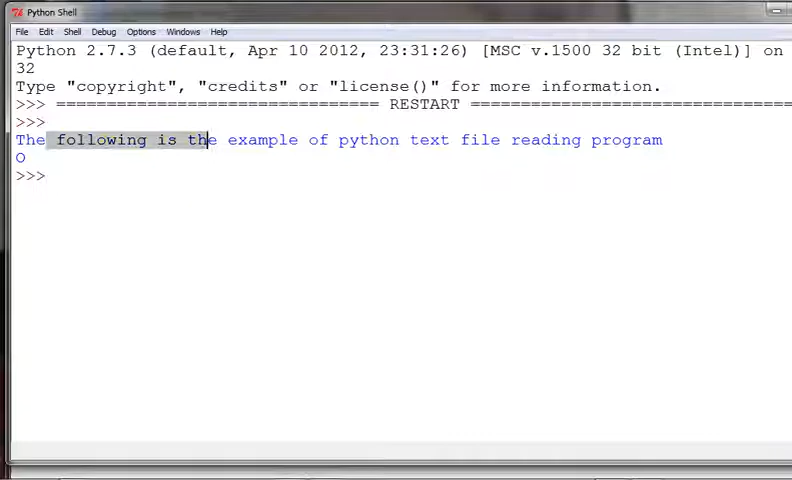 Python Shell
File Edit Shell Debug Options Windows Help
Python 2.7.3 (default, Apr 10 2012, 23:31:26) [MSC v.1500 32 bit (Intel)] on
32
Type "copyright", "credits" or "license()" for more information.
>>> ================================ RESTART ================================
>>>
The following is the example of python text file reading program
O
>>>